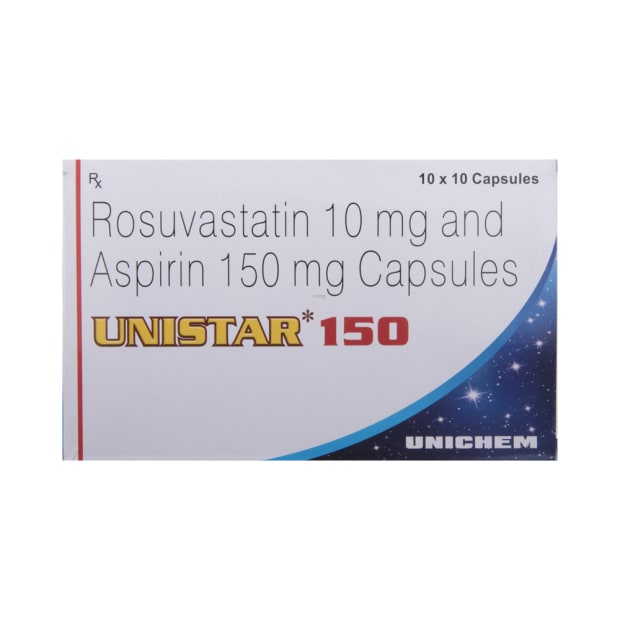 Rx
10 x 10 Capsules
Rosuvastatin 10 mg and
Aspirin 150 mg Capsules
UNISTAR* 150
UNICHEM